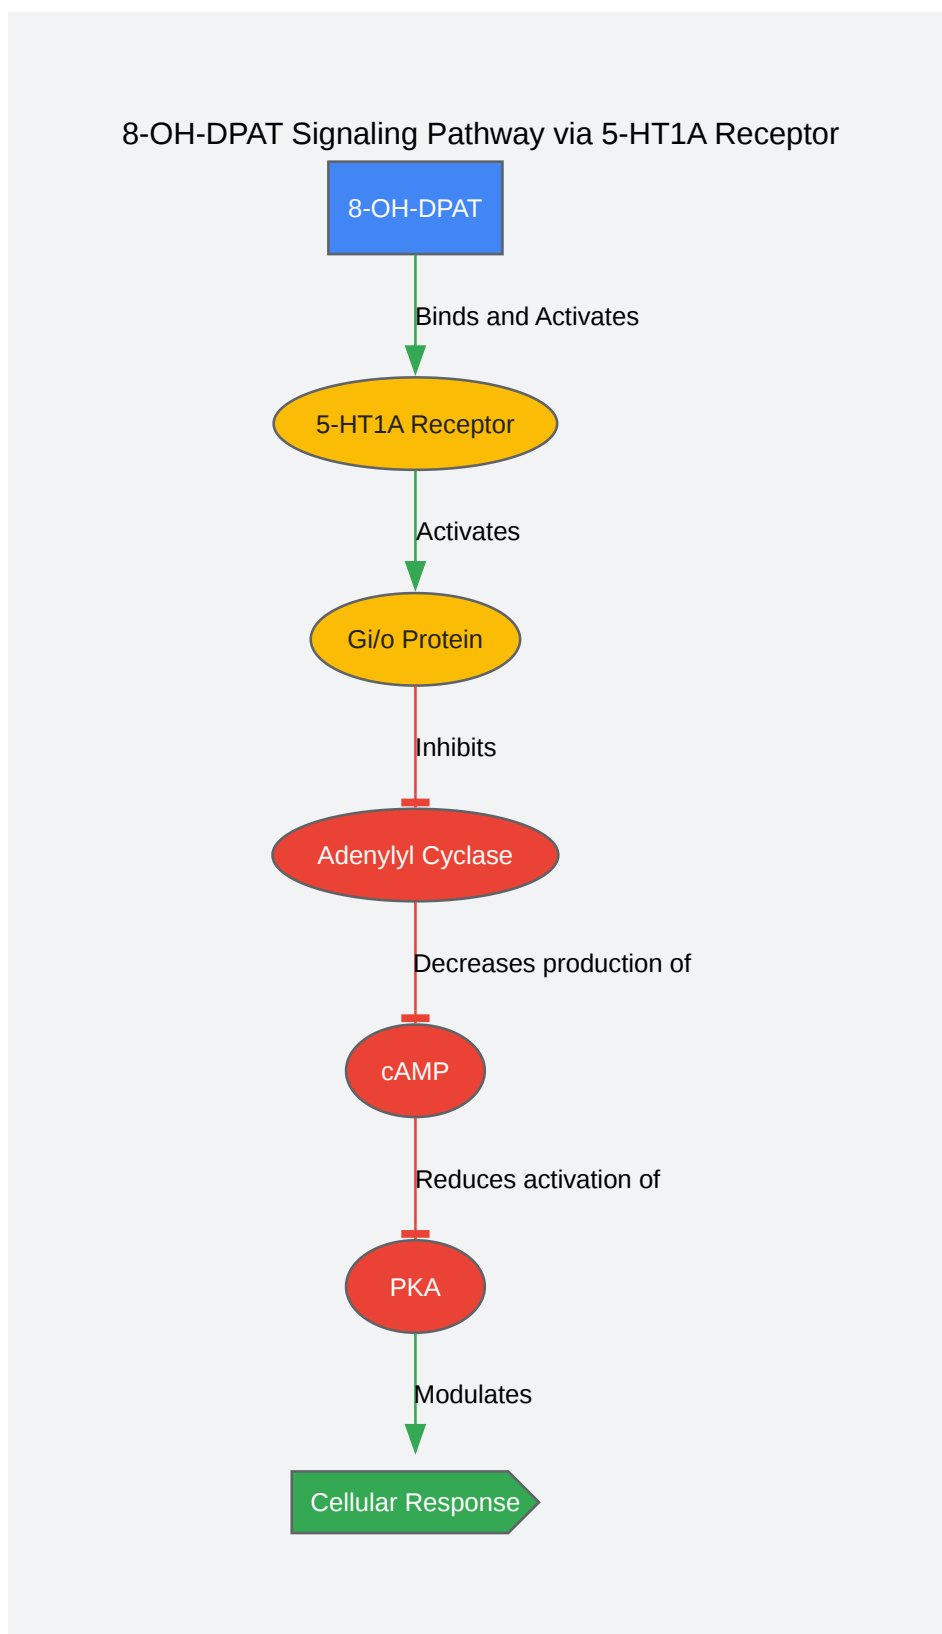 8-OH-DPAT Signaling Pathway via 5-HT1A Receptor
8-OH-DPAT
Binds and Activates
5-HT1A Receptor
Activates
Gi/o Protein
Inhibits
Adenylyl Cyclase
Decreases production of
cAMP
Reduces activation of
PKA
Modulates
Cellular Response